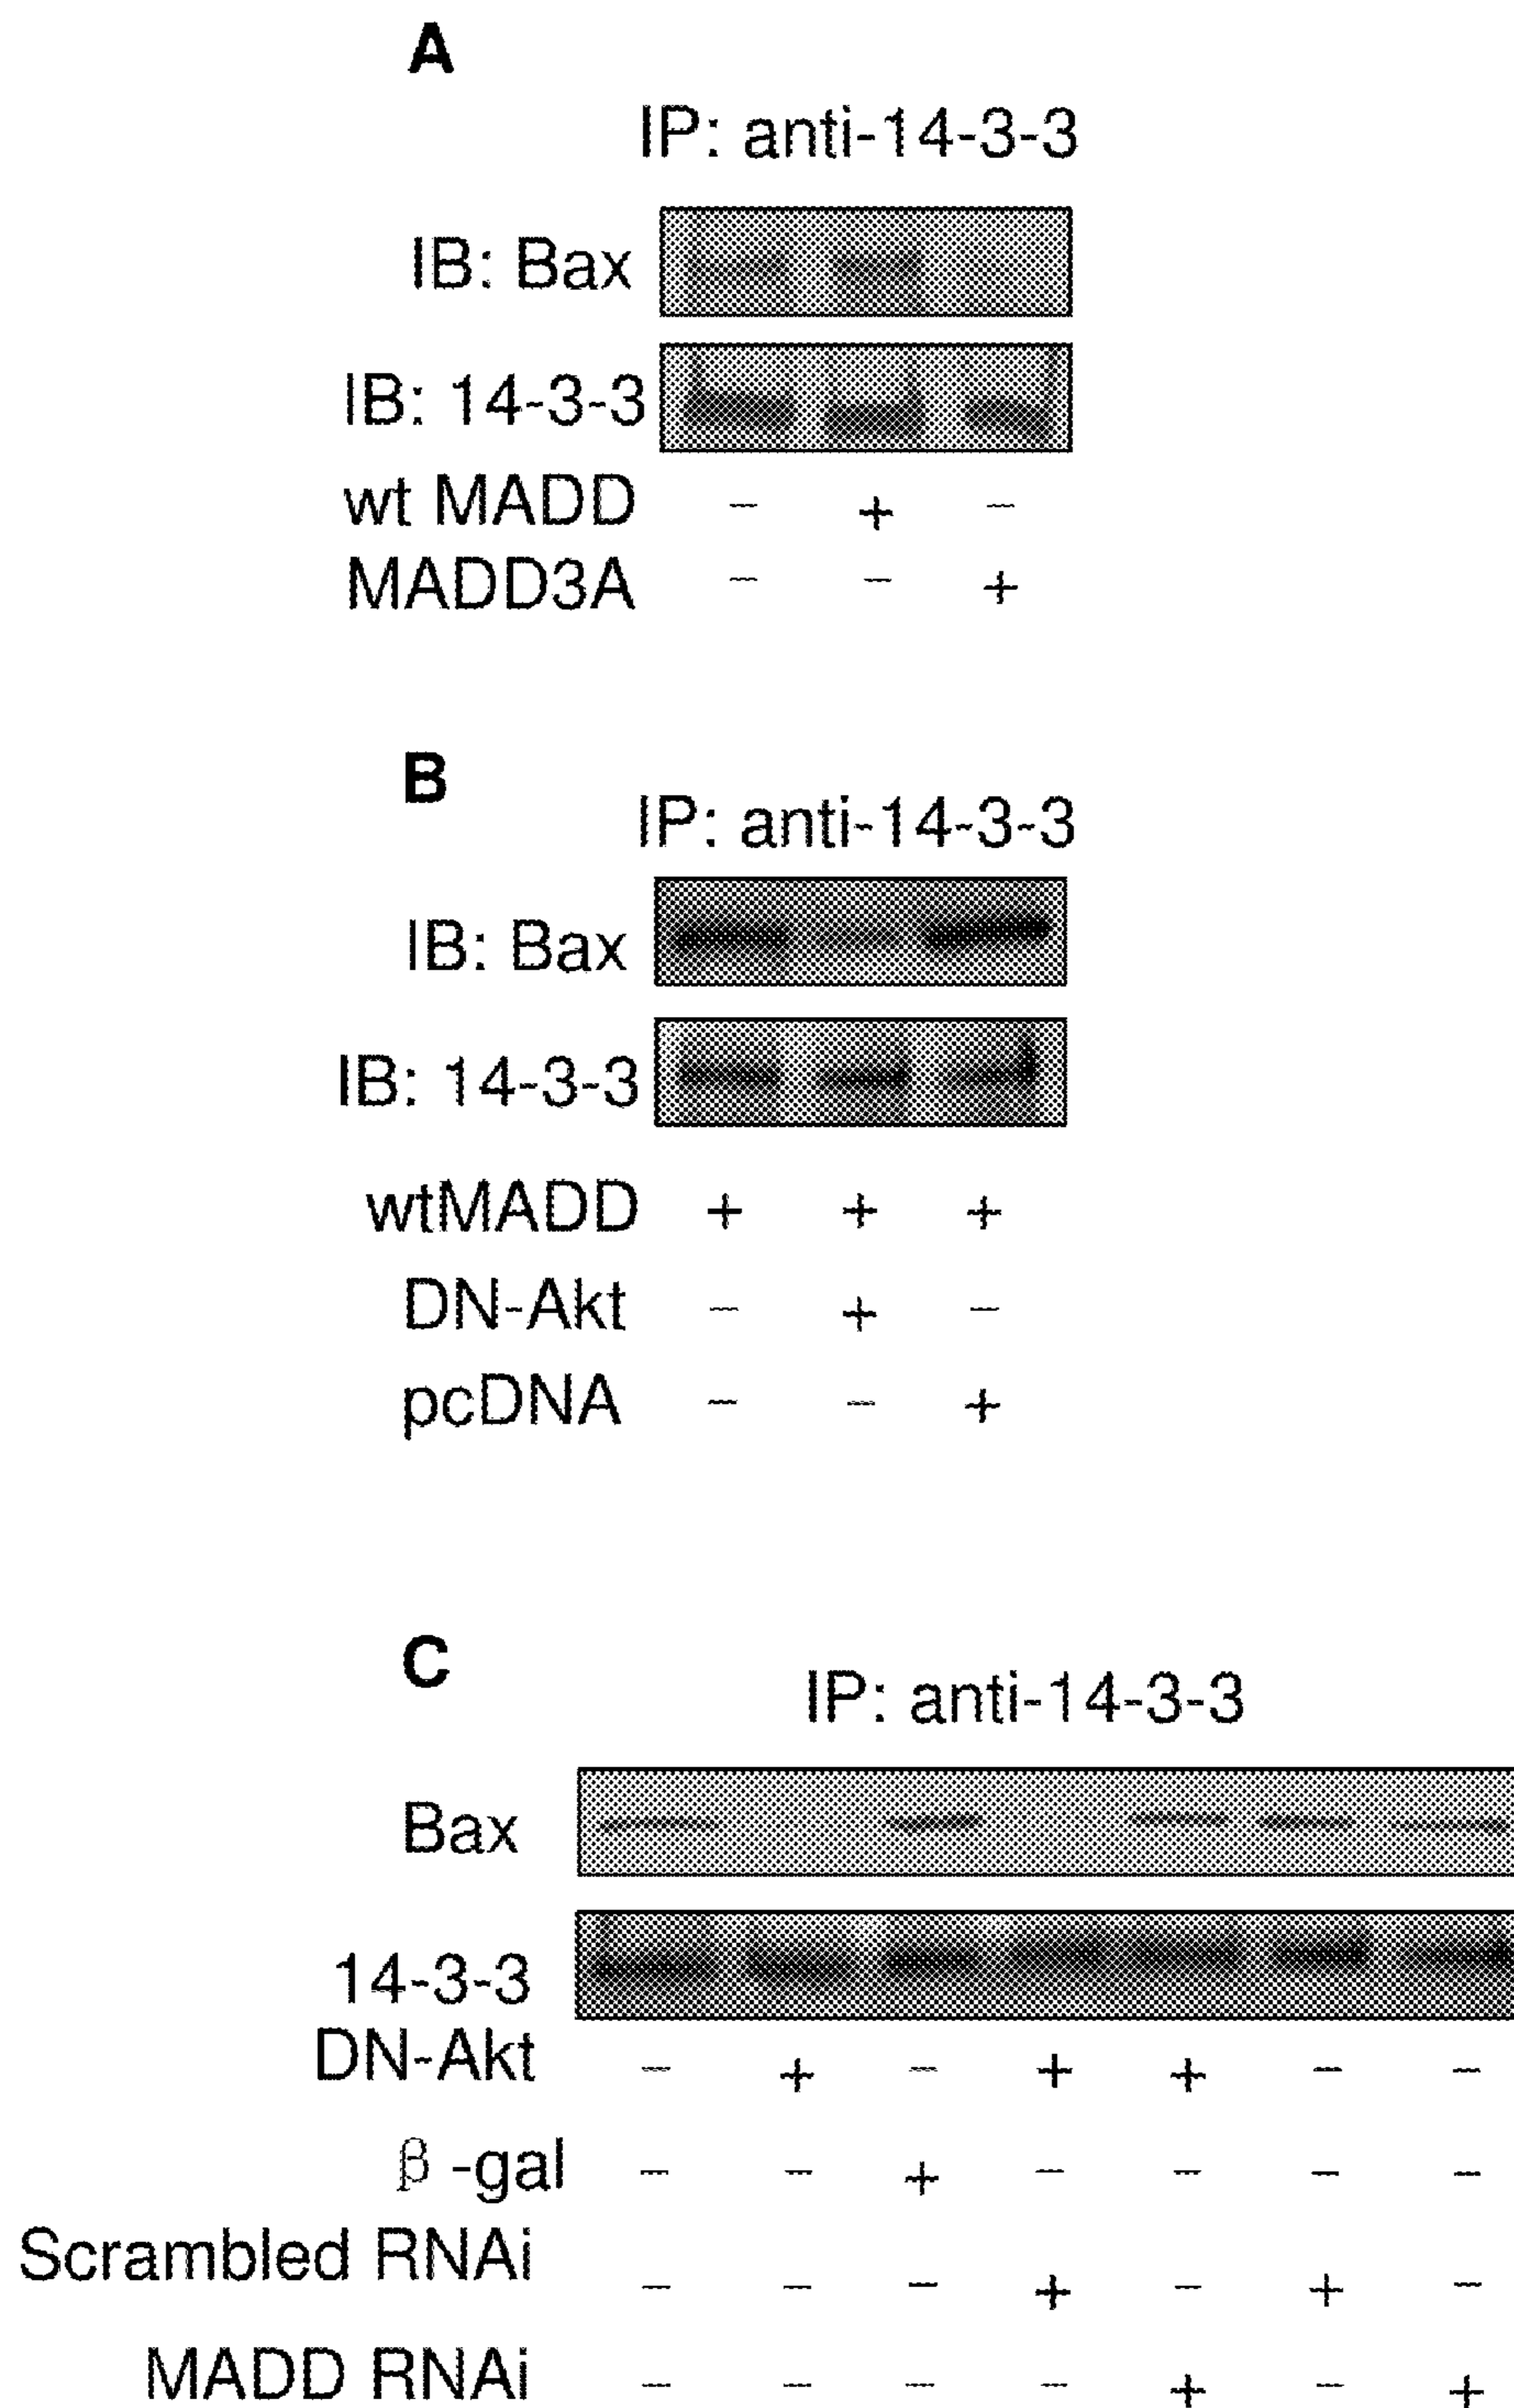 A
IP: anti-14-3-3
IB: Bax
IB: 14-3-3
wt MADD − + −
MADD3A − − +
B
IP: anti-14-3-3
IB: Bax
IB: 14-3-3
wtMADD + + +
DN-Akt − + −
pcDNA − − +
C
IP: anti-14-3-3
Bax
14-3-3
DN-Akt − + − + + − −
β -gal − − + − − − −
Scrambled RNAi − − − + − + −
MADD RNAi − − − − + − +